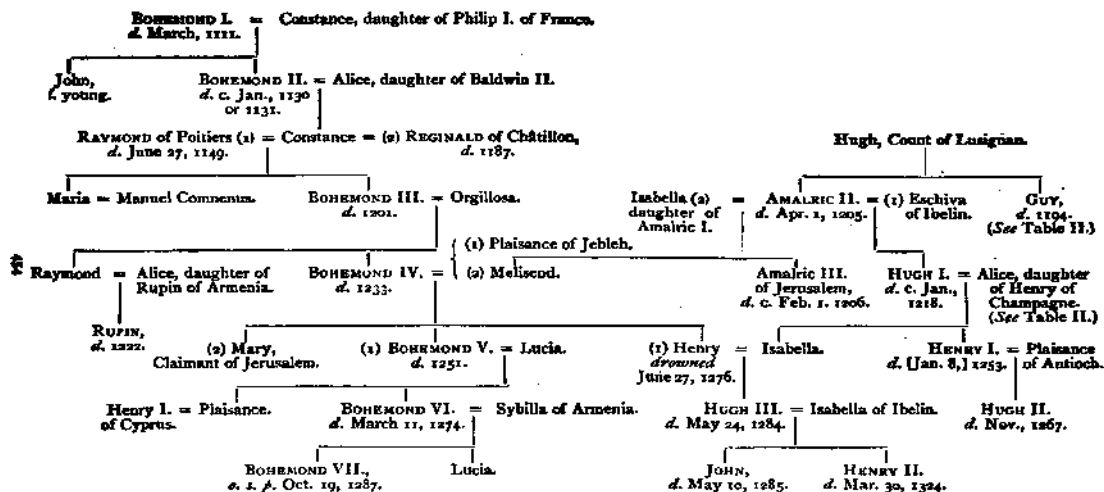 BOHEMOND I. = Constance, daughter of Philip I. of France.
d. March, 1111.
John, BOHEMOND II. = Alice, daughter of Baldwin II.
young. d. c. Jan., 1130
or 1131.
RAYMOND of Poitiers (1) = Constance = (2) REGINALD of Châtillon,
d. June 27, 1149. d. 1187.
Hugh, Count of Lusignan.
Maria = Manuel Comnenus. BOHEMOND III. = Orgillosa. Isabella (2) = AMALRIC II. = (1) Eschiva GUY,
d. 1201. daughter of d. Apr. 1, 1205. of Ibelin. d. 1194.
Amalric I. (See Table II.)
(1) Plaisance of Jebleh.
454 Raymond = Alice, daughter of BOHEMOND IV. = (2) Melisend. Amalric III. HUGH I. = Alice, daughter
Rupin of Armenia. d. 1233. of Jerusalem, d. c. Jan., of Henry of
d. c. Feb. 1. 1206. 1218. Champagne.
RUPIN, (See Table II.)
d. 1222. (2) Mary, (1) BOHEMOND V. = Lucia. (1) Henry = Isabella. HENRY I. = Plaisance
Claimant of Jerusalem. d. 1251. drowned d. [Jan. 8,] 1253. of Antioch.
June 27, 1276.
Henry I. = Plaisance. BOHEMOND VI. = Sybilla of Armenia. HUGH III. = Isabella of Ibelin. HUGH II.
of Cyprus. d. March 11, 1274. d. May 24, 1284. d. Nov., 1267.
BOHEMOND VII., Lucia. JOHN, HENRY II.
o. s. p. Oct. 19, 1287. d. May 10, 1285. d. Mar. 30, 1324.